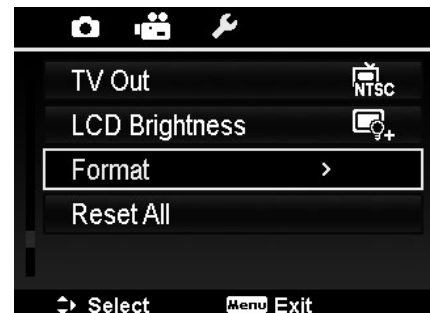 TV Out NTSC
LCD Brightness
Format
Reset All
Select Menu Exit